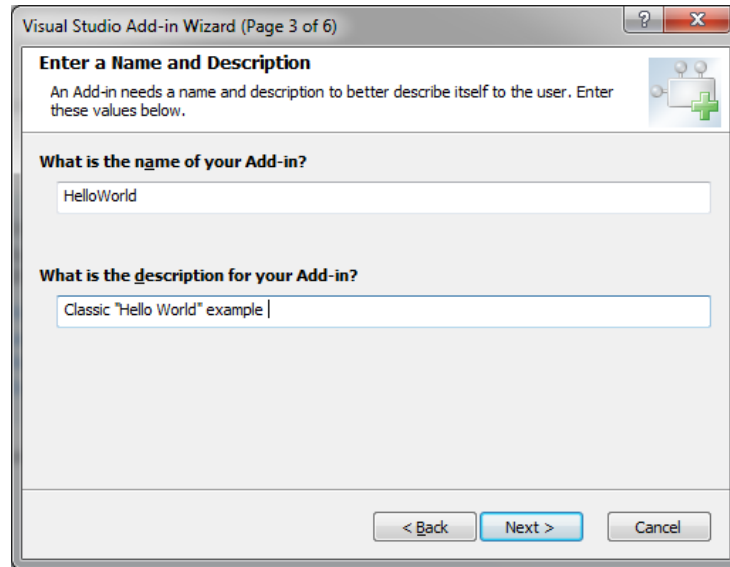 Visual Studio Add-in Wizard (Page 3 of 6)
Enter a Name and Description
An Add-in needs a name and description to better describe itself to the user. Enter
these values below.
What is the name of your Add-in?
HelloWorld
What is the description for your Add-in?
Classic "Hello World" example
< Back Next > Cancel